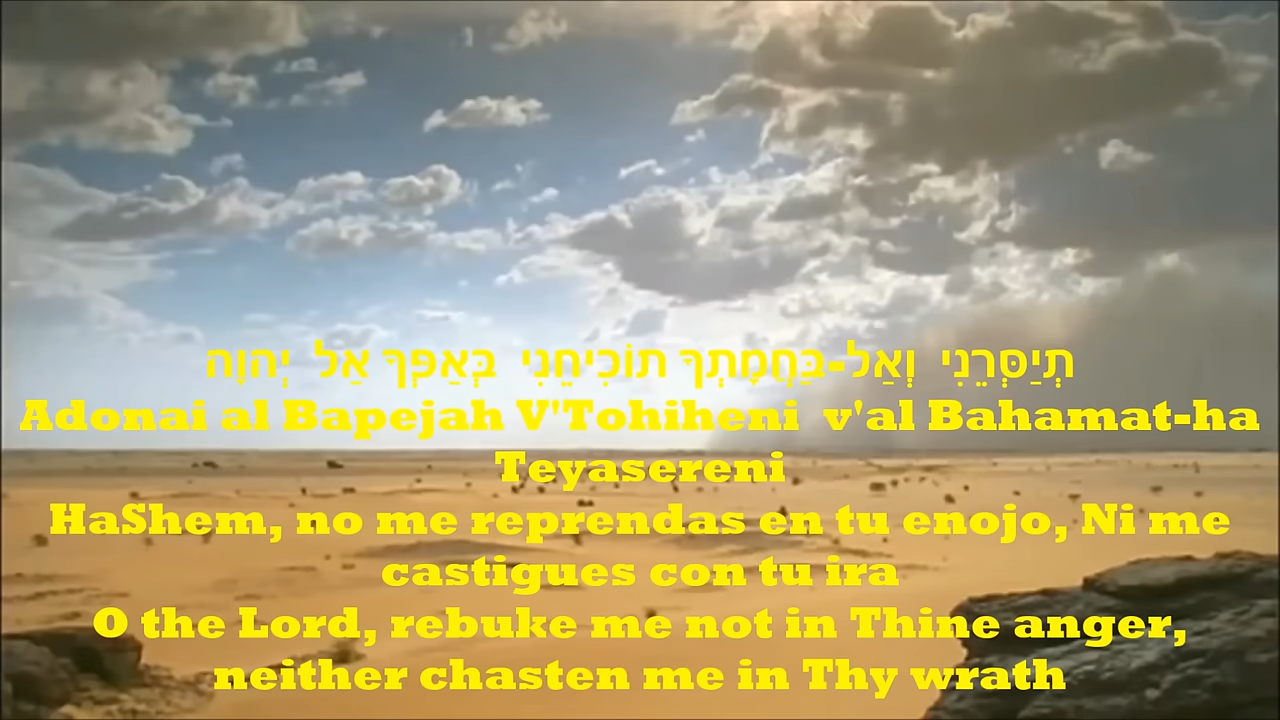 תְיַסְּרֵנִי וְאַל-בַּחֲמָתְךָ תוֹכִיחֵנִי בְּאַפְּךָ אַל יְהוָה
Adonai al Bapejah V'Tohiheni v'al Bahamat-ha
Teyasereni
HaShem, no me reprendas en tu enojo, Ni me
castigues con tu ira
O the Lord, rebuke me not in Thine anger,
neither chasten me in Thy wrath